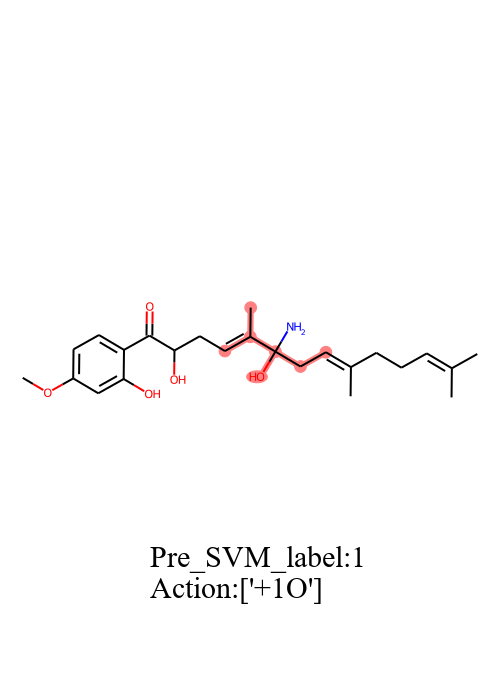 O
NH2
OH
HO
O
OH
Pre_SVM_label:1
Action:['+1O']